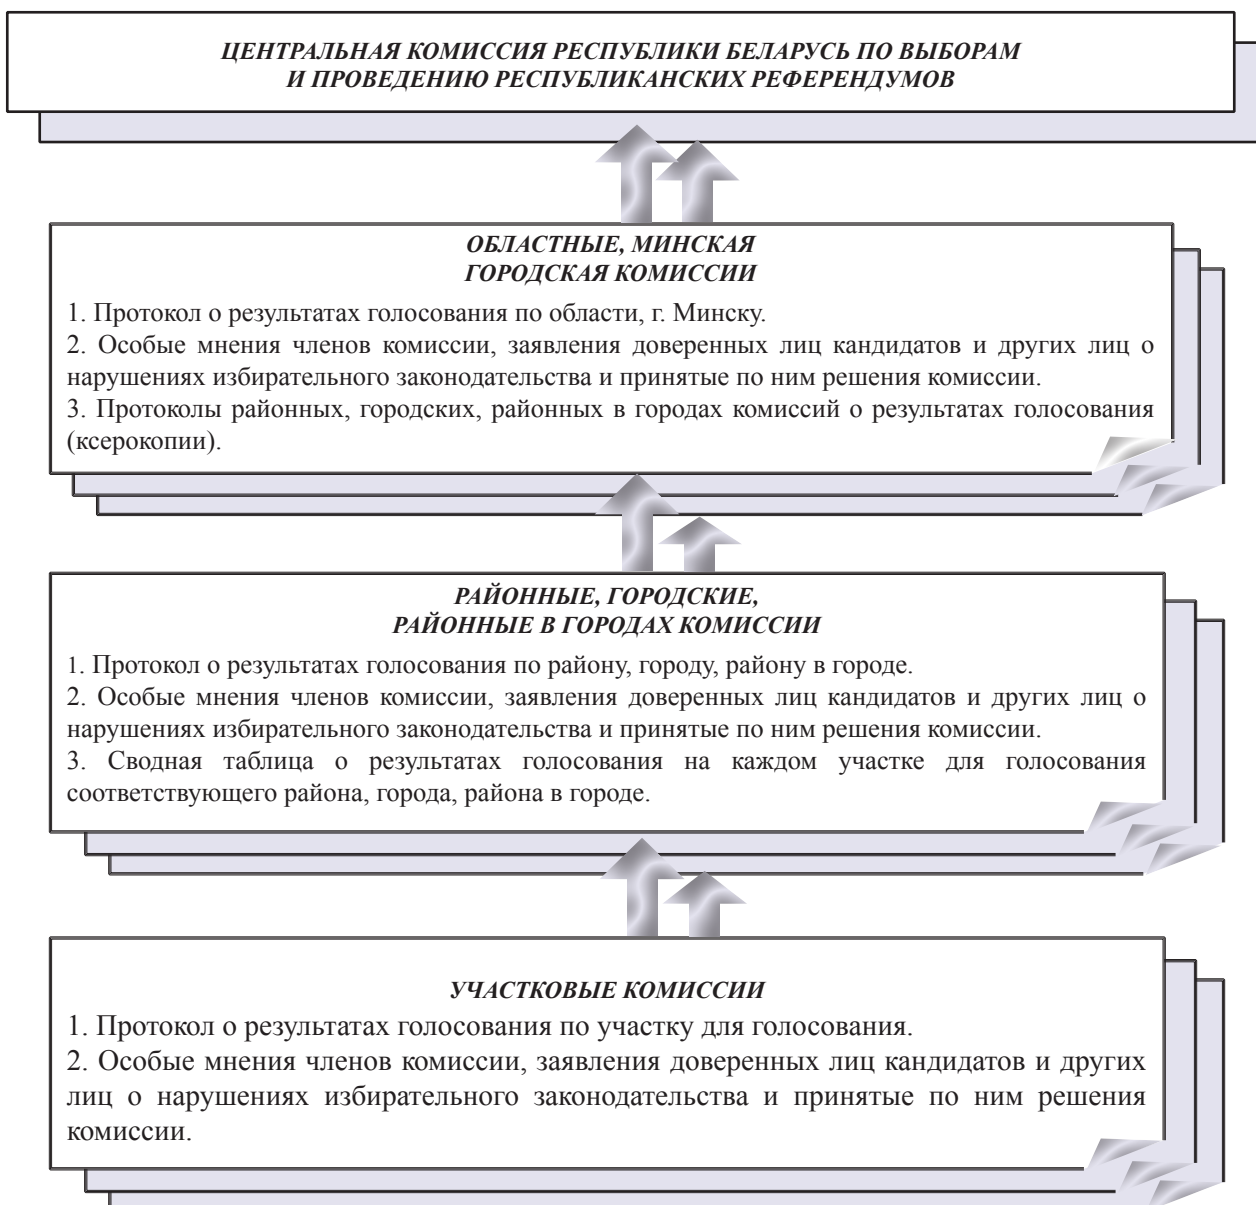 ЦЕНТРАЛЬНАЯ КОМИССИЯ РЕСПУБЛИКИ БЕЛАРУСЬ ПО ВЫБОРАМ
И ПРОВЕДЕНИЮ РЕСПУБЛИКАНСКИХ РЕФЕРЕНДУМОВ
ОБЛАСТНЫЕ, МИНСКАЯ
ГОРОДСКАЯ КОМИССИИ
1. Протокол о результатах голосования по области, г. Минску.
2. Особые мнения членов комиссии, заявления доверенных лиц кандидатов и других лиц о
нарушениях избирательного законодательства и принятые по ним решения комиссии.
3. Протоколы районных, городских, районных в городах комиссий о результатах голосования
(ксерокопии).
РАЙОННЫЕ, ГОРОДСКИЕ,
РАЙОННЫЕ В ГОРОДАХ КОМИССИИ
1. Протокол о результатах голосования по району, городу, району в городе.
2. Особые мнения членов комиссии, заявления доверенных лиц кандидатов и других лиц о
нарушениях избирательного законодательства и принятые по ним решения комиссии.
3. Сводная таблица о результатах голосования на каждом участке для голосования
соответствующего района, города, района в городе.
УЧАСТКОВЫЕ КОМИССИИ
1. Протокол о результатах голосования по участку для голосования.
2. Особые мнения членов комиссии, заявления доверенных лиц кандидатов и других
лиц о нарушениях избирательного законодательства и принятые по ним решения
комиссии.